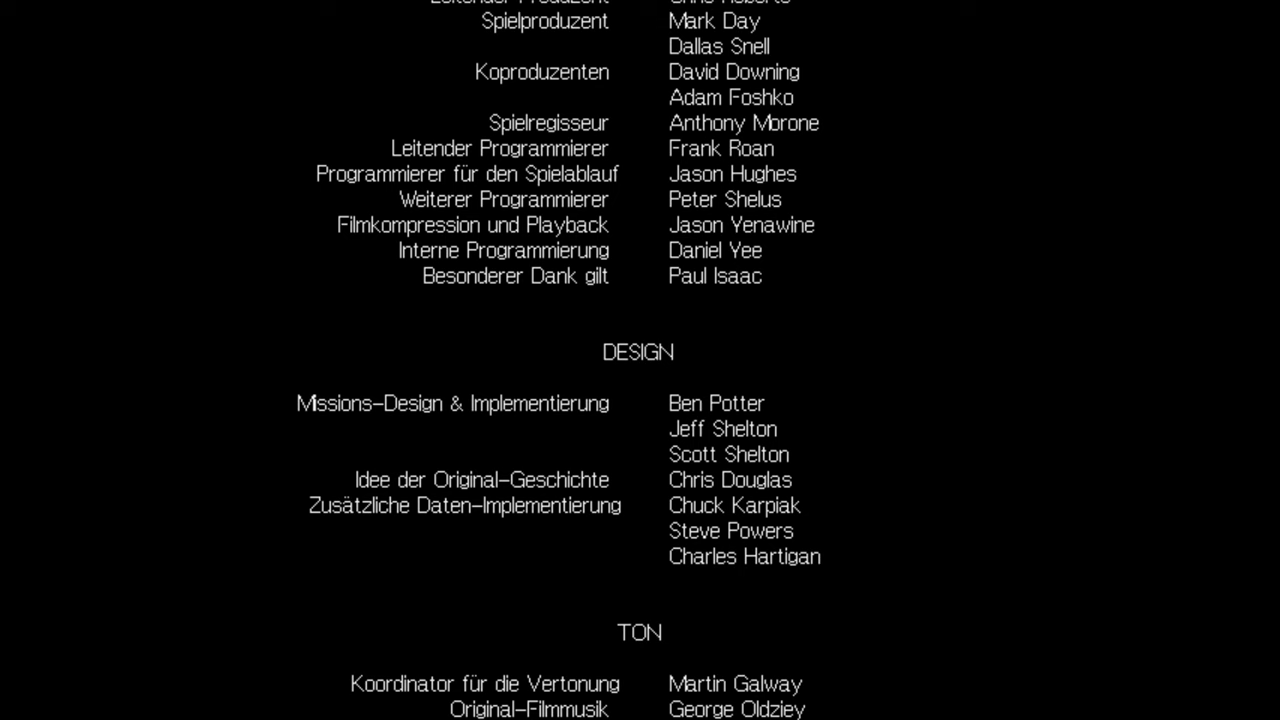 Leitender Produzent Chris Roberts
Spielproduzent Mark Day
Dallas Snell
Koproduzenten David Downing
Adam Foshko
Spielregisseur Anthony Morone
Leitender Programmierer Frank Roan
Programmierer für den Spielablauf Jason Hughes
Weiterer Programmierer Peter Shelus
Filmkompression und Playback Jason Yenawine
Interne Programmierung Daniel Yee
Besonderer Dank gilt Paul Isaac
DESIGN
Missions-Design & Implementierung Ben Potter
Jeff Shelton
Scott Shelton
Idee der Original-Geschichte Chris Douglas
Zusätzliche Daten-Implementierung Chuck Karpiak
Steve Powers
Charles Hartigan
TON
Koordinator für die Vertonung Martin Galway
Original-Filmmusik George Oldziey